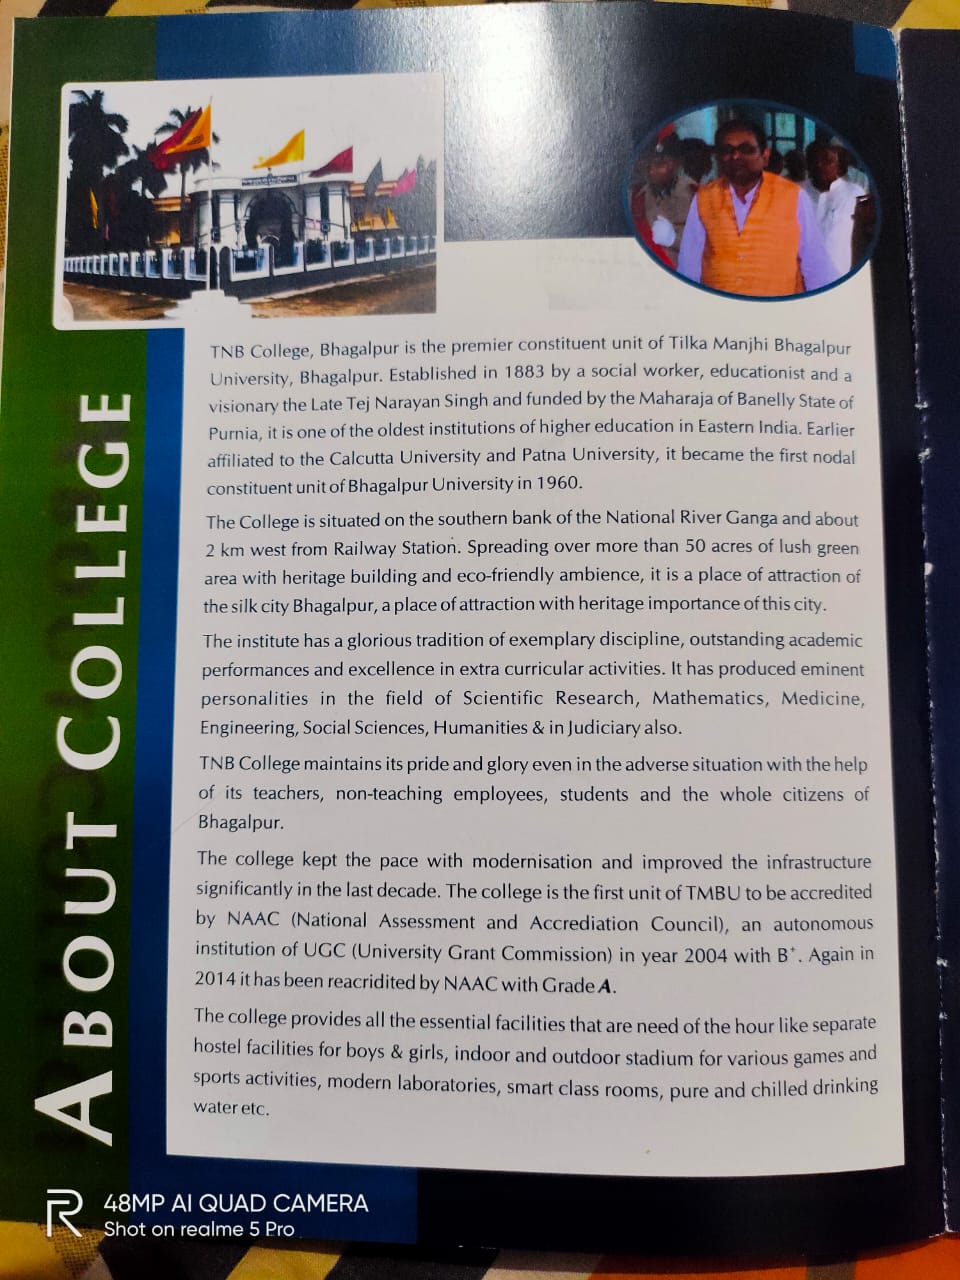 ABOUT COLLEGE
TNB College, Bhagalpur is the premier constituent unit of Tilka Manjhi Bhagalpur
University, Bhagalpur. Established in 1883 by a social worker, educationist and a
visionary the Late Tej Narayan Singh and funded by the Maharaja of Banelly State of
Purnia, it is one of the oldest institutions of higher education in Eastern India. Earlier
affiliated to the Calcutta University and Patna University, it became the first nodal
constituent unit of Bhagalpur University in 1960.
The College is situated on the southern bank of the National River Ganga and about
2 km west from Railway Station. Spreading over more than 50 acres of lush green
area with heritage building and eco-friendly ambience, it is a place of attraction of
the silk city Bhagalpur, a place of attraction with heritage importance of this city.
The institute has a glorious tradition of exemplary discipline, outstanding academic
performances and excellence in extra curricular activities. It has produced eminent
personalities in the field of Scientific Research, Mathematics, Medicine,
Engineering, Social Sciences, Humanities & in Judiciary also.
TNB College maintains its pride and glory even in the adverse situation with the help
of its teachers, non-teaching employees, students and the whole citizens of
Bhagalpur.
The college kept the pace with modernisation and improved the infrastructure
significantly in the last decade. The college is the first unit of TMBU to be accredited
by NAAC (National Assessment and Accrediation Council), an autonomous
institution of UGC (University Grant Commission) in year 2004 with B⁺. Again in
2014 it has been reacridited by NAAC with Grade A.
The college provides all the essential facilities that are need of the hour like separate
hostel facilities for boys & girls, indoor and outdoor stadium for various games and
sports activities, modern laboratories, smart class rooms, pure and chilled drinking
water etc.
R
48MP AI QUAD CAMERA
Shot on realme 5 Pro